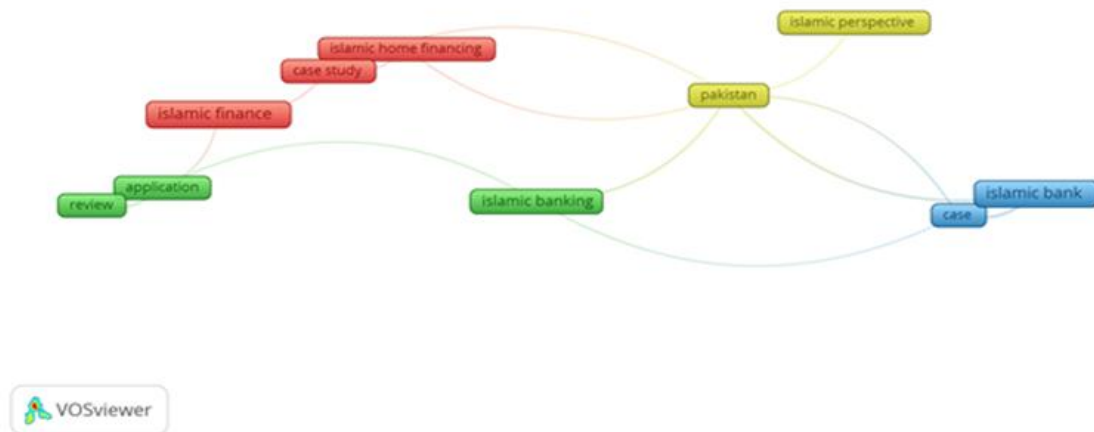 islamic perspective
islamic home financing
case study
pakistan
islamic finance
application
review
islamic banking
islamic bank
case
VOSviewer